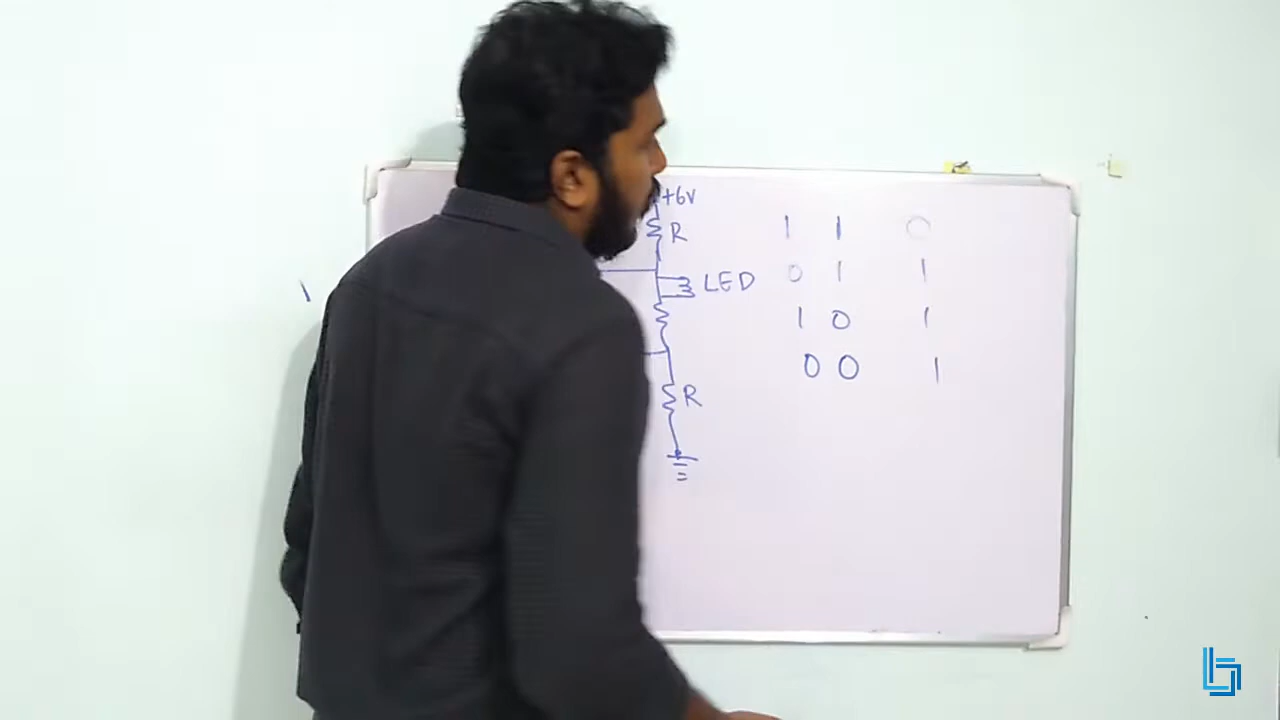 +6V
R
1 1 0
0 1 1
LED
1 0 1
0 0 1
R